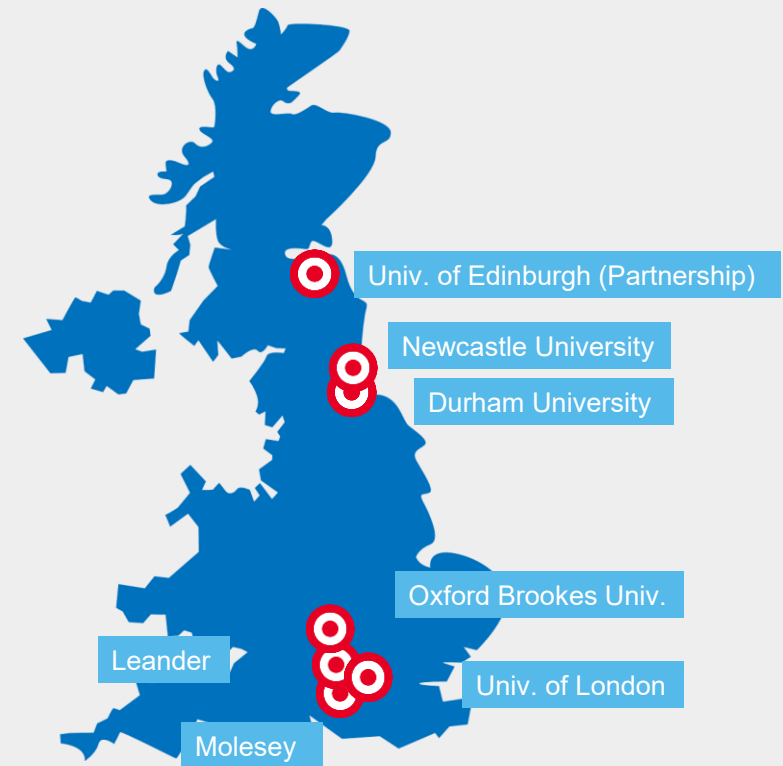 Univ. of Edinburgh (Partnership)
Newcastle University
Durham University
Oxford Brookes Univ.
Leander
Univ. of London
Molesey